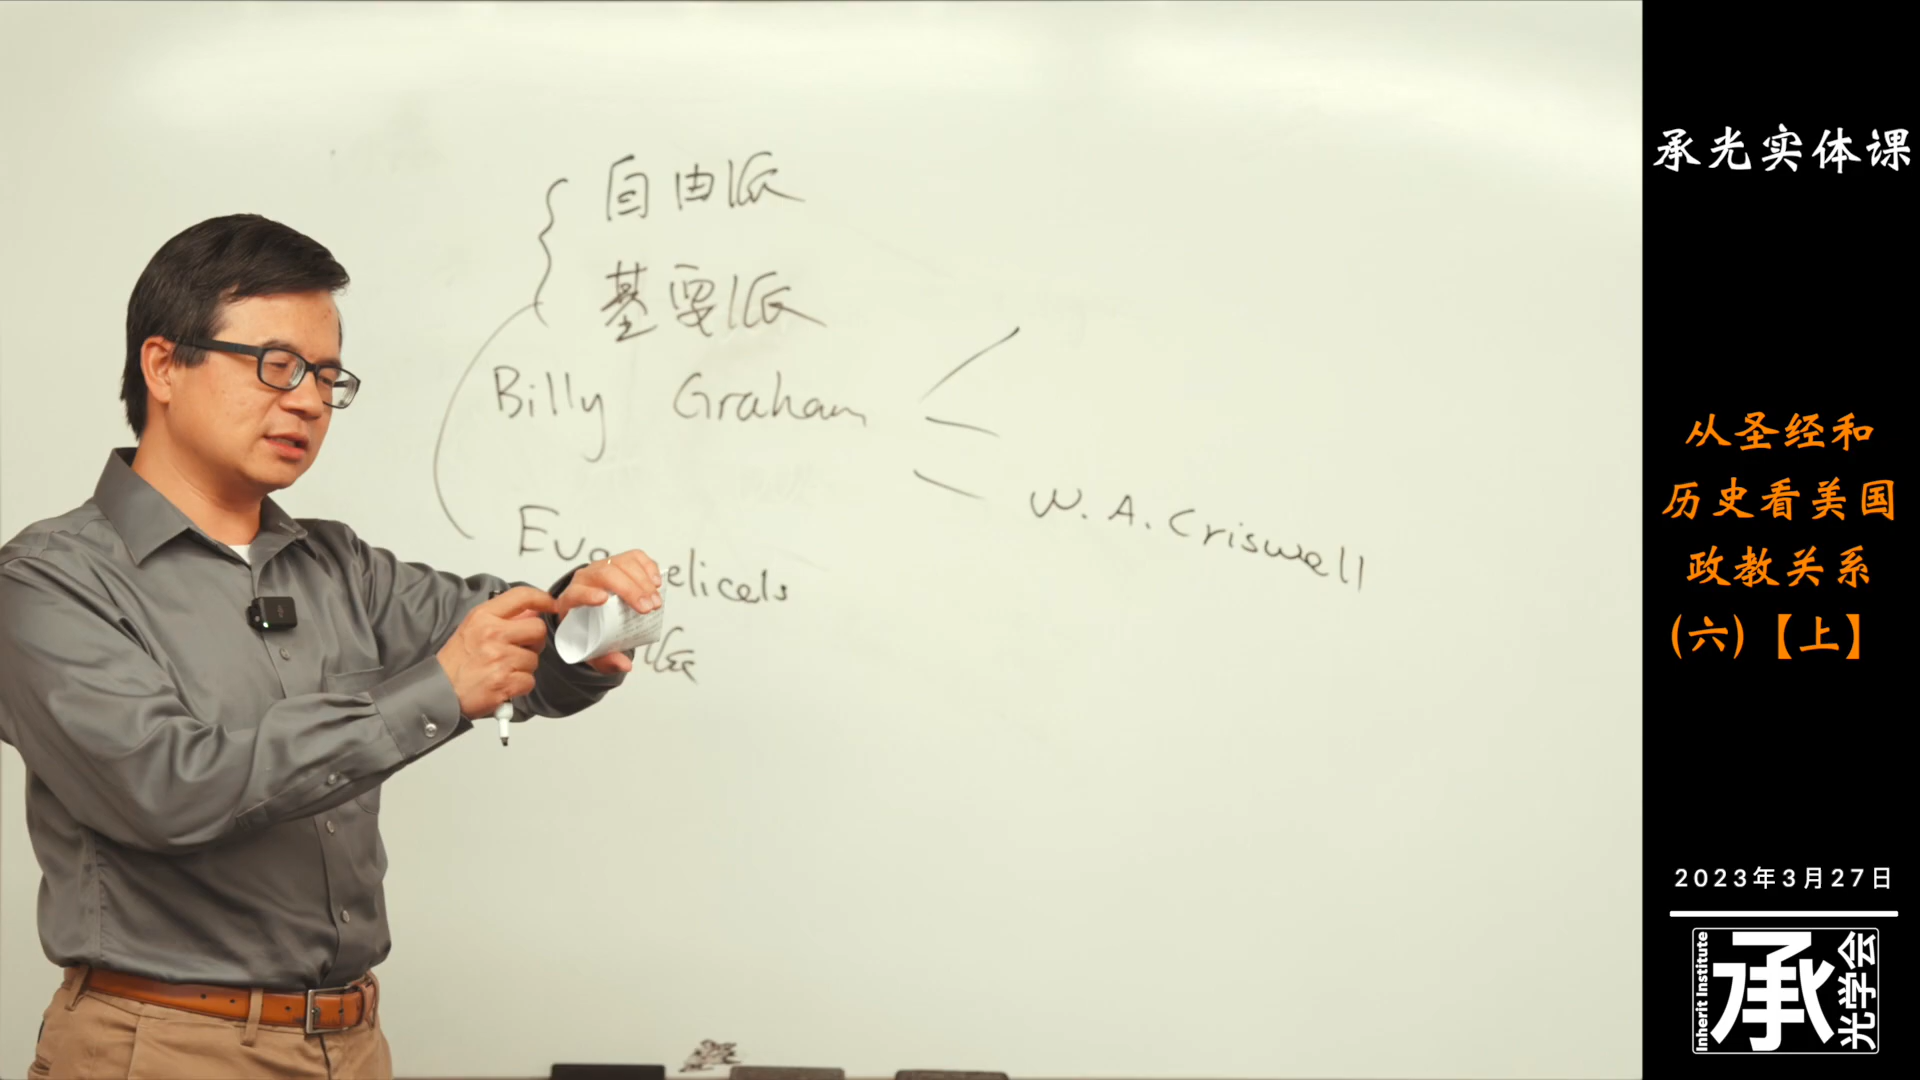 自由派
基要派
Billy Graham
W. A. Criswell
派
承光实体课
从圣经和
历史看美国
政教关系
(六)【上】
2023年3月27日
Inherit Institute
承
光学会